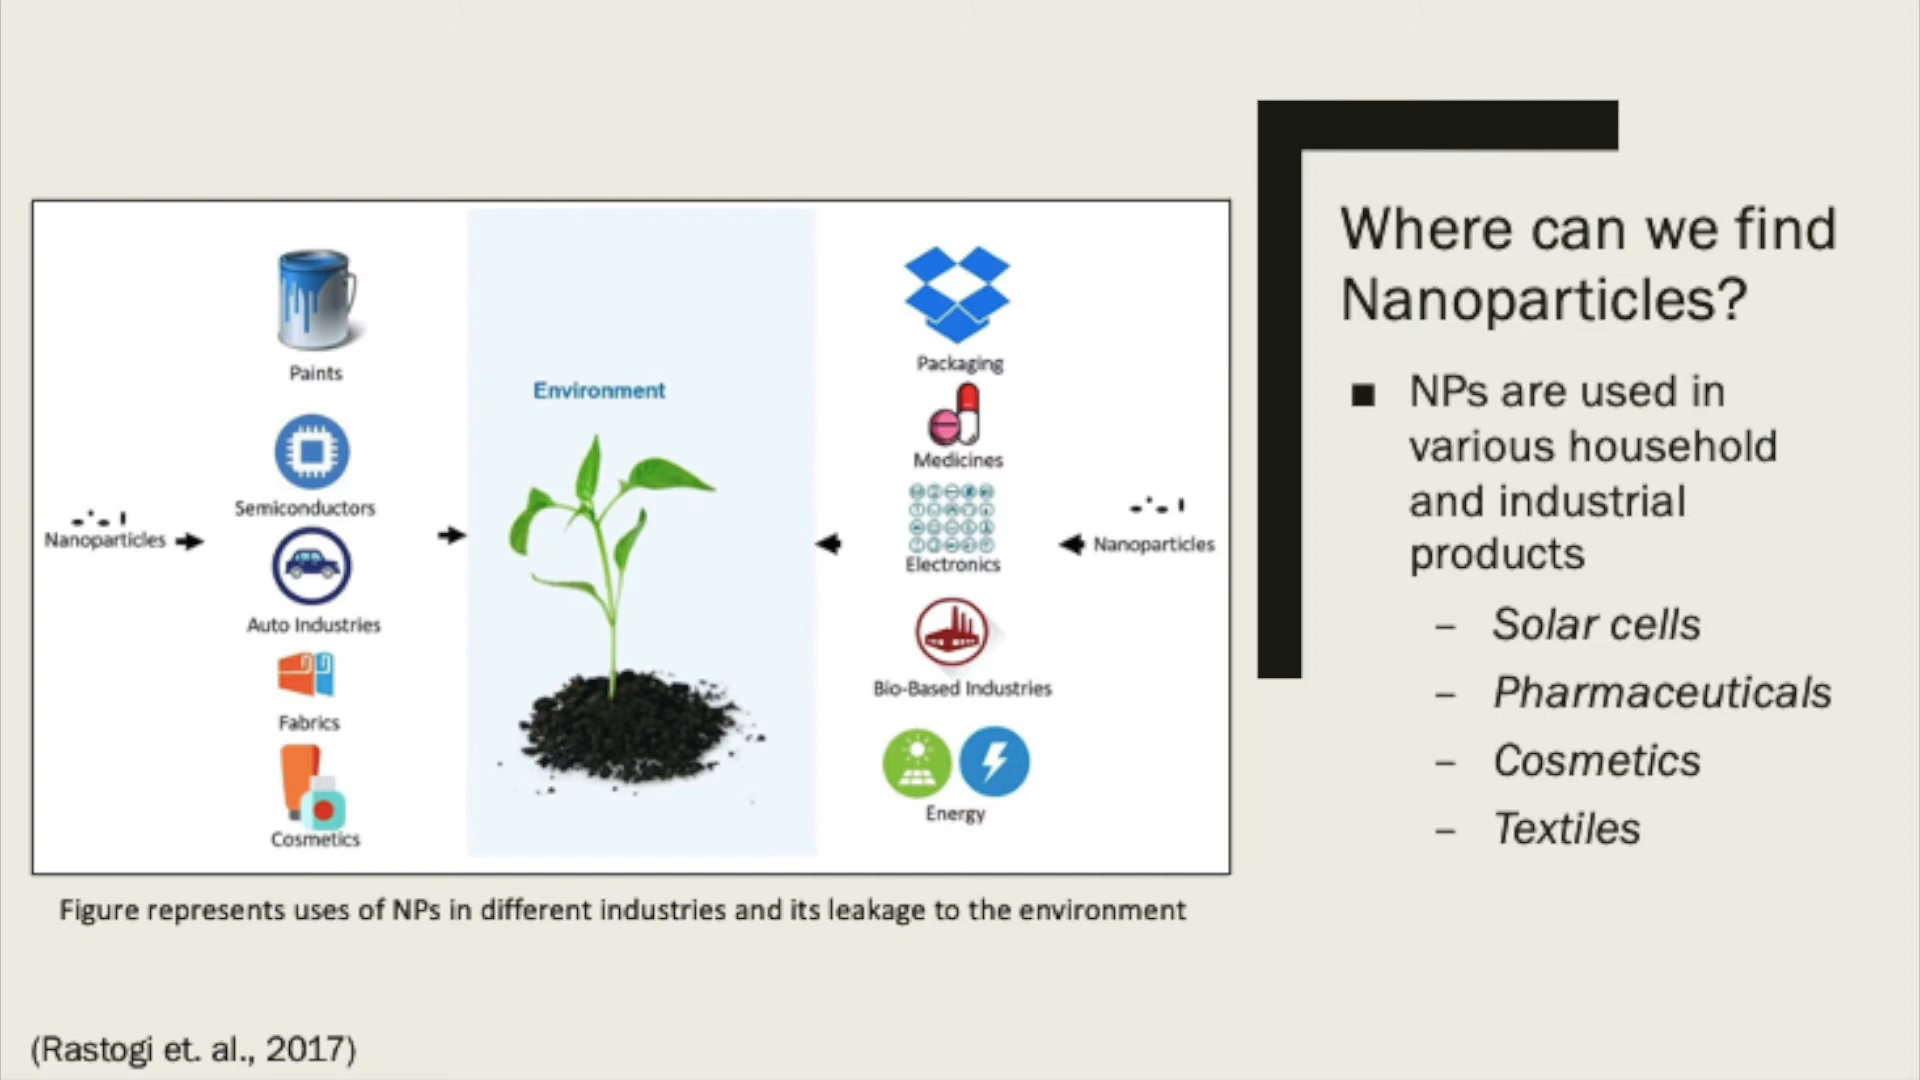 Where can we find
Nanoparticles?
■ NPs are used in
various household
and industrial
products
– Solar cells
– Pharmaceuticals
– Cosmetics
– Textiles
Nanoparticles
Paints
Semiconductors
Auto Industries
Fabrics
Cosmetics
Environment
Packaging
Medicines
Electronics
Bio-Based Industries
Energy
Nanoparticles
Figure represents uses of NPs in different industries and its leakage to the environment
(Rastogi et. al., 2017)